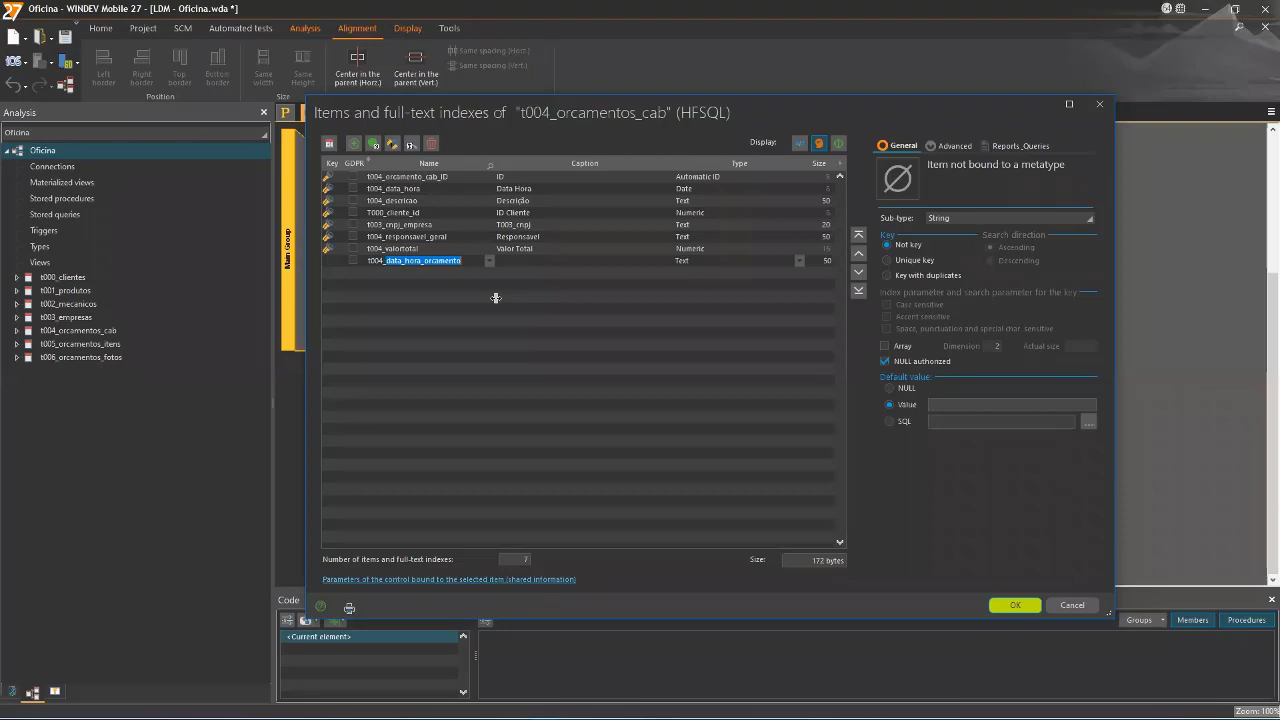 27 Oficina - WINDEV Mobile 27 - [LDM - Oficina.wda *]
Home Project SCM Automated tests Analysis Alignment Display Tools
Left border
Right border
Top border
Button border
Same width
Same Height
Center in the parent (Horz.)
Center in the parent (Vert.)
Same spacing (Horz.)
Same spacing (Vert.)
Position
Size
Analysis
Oficina
Oficina
Connections
Materialized views
Stored procedures
Stored queries
Triggers
Types
Views
t000_clientes
t001_produtos
t002_mecanicos
t003_empresas
t004_orcamentos_cab
t005_orcamentos_itens
t006_orcamentos_fotos
Main Group
Items and full-text indexes of "t004_orcamentos_cab" (HFSQL)
Display:
Key GDPR Name Caption Type Size
t004_orcamento_cab_ID ID Automatic ID 8
t004_data_hora Data Hora Date 8
t004_descricao Descrição Text 50
T000_cliente_id ID Cliente Numeric 8
t003_cnpj_empresa T003_cnpj Text 20
t004_responsavel_geral Responsavel Text 50
t004_valortotal Valor Total Numeric 16
t004_data_hora_orcamento Text 50
Number of items and full-text indexes: 7
Size: 172 bytes
Parameters of the control bound to the selected item (shared information)
General Advanced Reports_Queries
Item not bound to a metatype
Sub-type: String
Key Search direction
Not key Ascending
Unique key Descending
Key with duplicates
Index parameter and search parameter for the key
Case sensitive
Accent sensitive
Space, punctuation and special char. sensitive
Array Dimension 2 Actual size
NULL authorized
Default value:
NULL
Value
SQL ...
OK Cancel
Code
<Current element>
Groups Members Procedures
Zoom: 100%